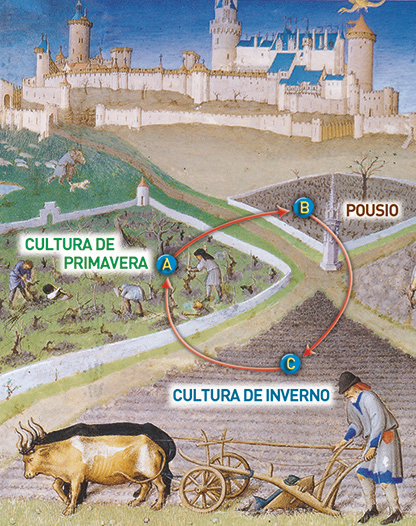 B
POUSIO
CULTURA DE
PRIMAVERA
A
C
CULTURA DE INVERNO